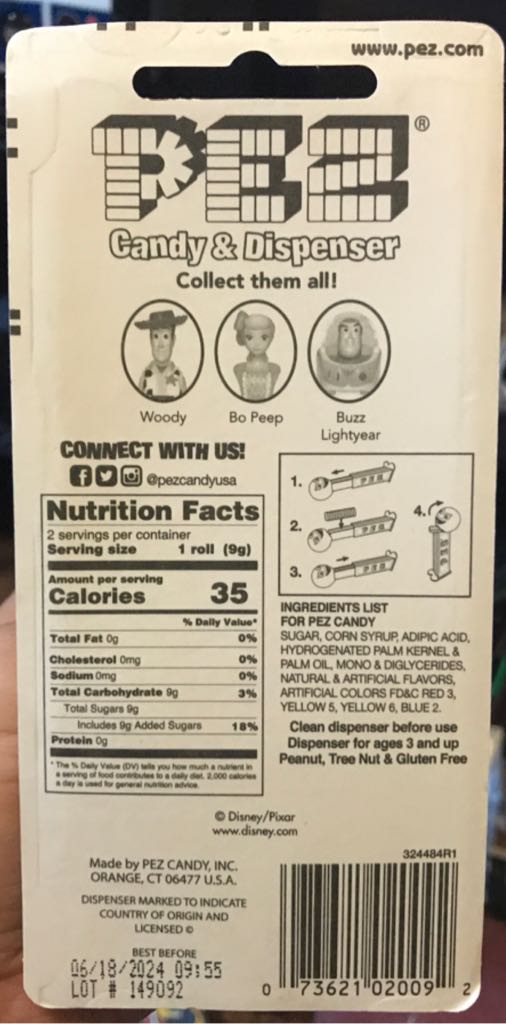 www.pez.com
PEZ®
Candy & Dispenser
Collect them all!
Woody
Bo Peep
Buzz
Lightyear
CONNECT WITH US!
@pezcandyusa
Nutrition Facts
2 servings per container
Serving size 1 roll (9g)
Amount per serving
Calories 35
% Daily Value*
Total Fat 0g 0%
Cholesterol 0mg 0%
Sodium 0mg 0%
Total Carbohydrate 9g 3%
Total Sugars 9g
Includes 9g Added Sugars 18%
Protein 0g
* The % Daily Value (DV) tells you how much a nutrient in
a serving of food contributes to a daily diet. 2,000 calories
a day is used for general nutrition advice.
1. PEZ
2. PEZ
3. PEZ
4. PEZ
INGREDIENTS LIST
FOR PEZ CANDY
SUGAR, CORN SYRUP, ADIPIC ACID,
HYDROGENATED PALM KERNEL &
PALM OIL, MONO & DIGLYCERIDES,
NATURAL & ARTIFICIAL FLAVORS,
ARTIFICIAL COLORS FD&C RED 3,
YELLOW 5, YELLOW 6, BLUE 2.
Clean dispenser before use
Dispenser for ages 3 and up
Peanut, Tree Nut & Gluten Free
© Disney/Pixar
www.disney.com
Made by PEZ CANDY, INC.
ORANGE, CT 06477 U.S.A.
DISPENSER MARKED TO INDICATE
COUNTRY OF ORIGIN AND
LICENSED ©
BEST BEFORE
06/18/2024 09:55
LOT # 149092
324484R1
0 73621 02009 2